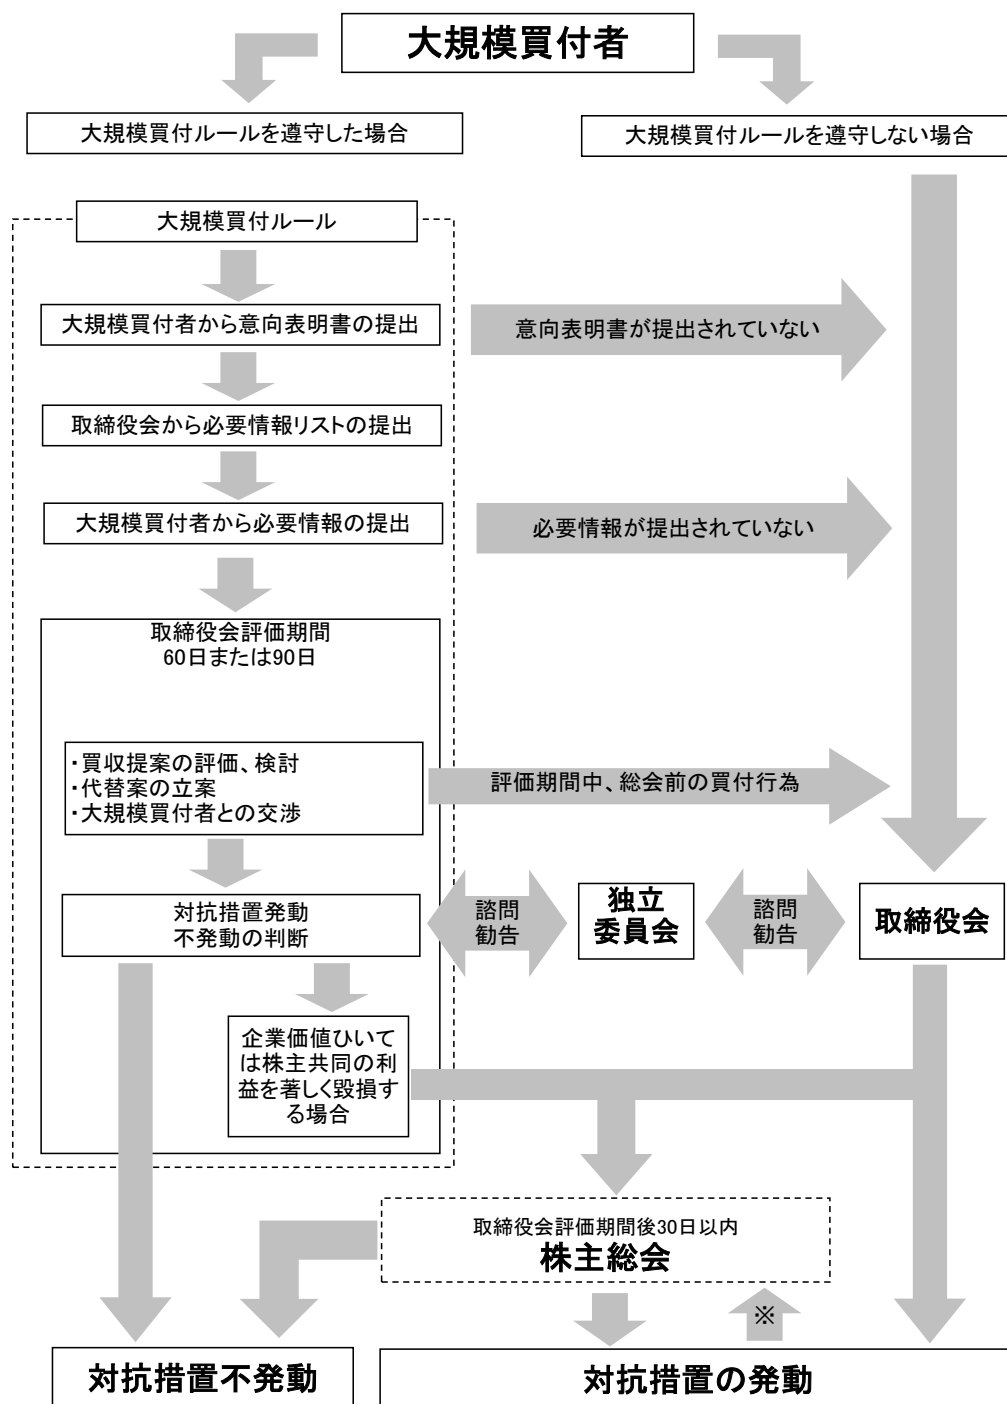 大規模買付者
大規模買付ルールを遵守した場合
大規模買付ルールを遵守しない場合
大規模買付ルール
大規模買付者から意向表明書の提出
意向表明書が提出されていない
取締役会から必要情報リストの提出
大規模買付者から必要情報の提出
必要情報が提出されていない
取締役会評価期間
60日または90日
・買収提案の評価、検討
・代替案の立案
・大規模買付者との交渉
評価期間中、総会前の買付行為
対抗措置発動
不発動の判断
諮問
勧告
独立
委員会
諮問
勧告
取締役会
企業価値ひいて
は株主共同の利
益を著しく毀損す
る場合
取締役会評価期間後30日以内
株主総会
※
対抗措置不発動
対抗措置の発動